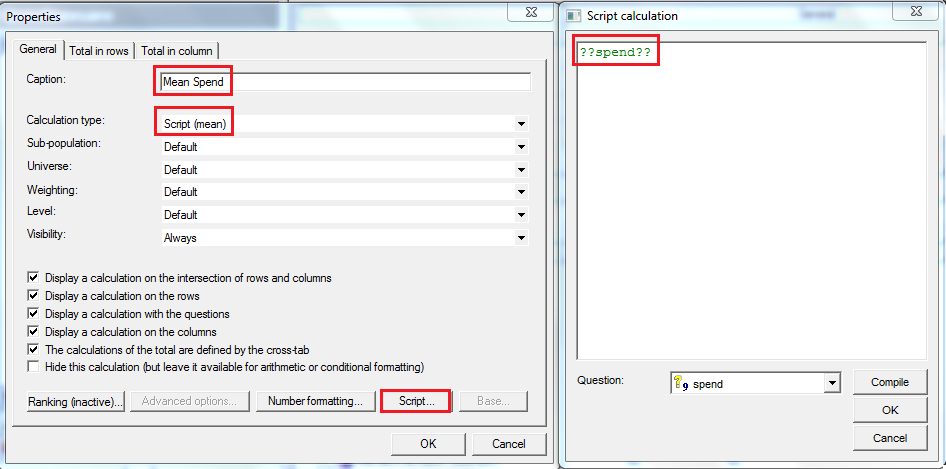 Properties
General Total in rows Total in column
Caption: Mean Spend
Calculation type: Script (mean)
Sub-population: Default
Universe: Default
Weighting: Default
Level: Default
Visibility: Always
Display a calculation on the intersection of rows and columns
Display a calculation on the rows
Display a calculation with the questions
Display a calculation on the columns
The calculations of the total are defined by the cross-tab
Hide this calculation (but leave it available for arithmetic or conditional formatting)
Ranking (inactive)... Advanced options... Number formatting... Script... Base...
OK Cancel
Script calculation
??spend??
Question: ?9 spend Compile
OK
Cancel